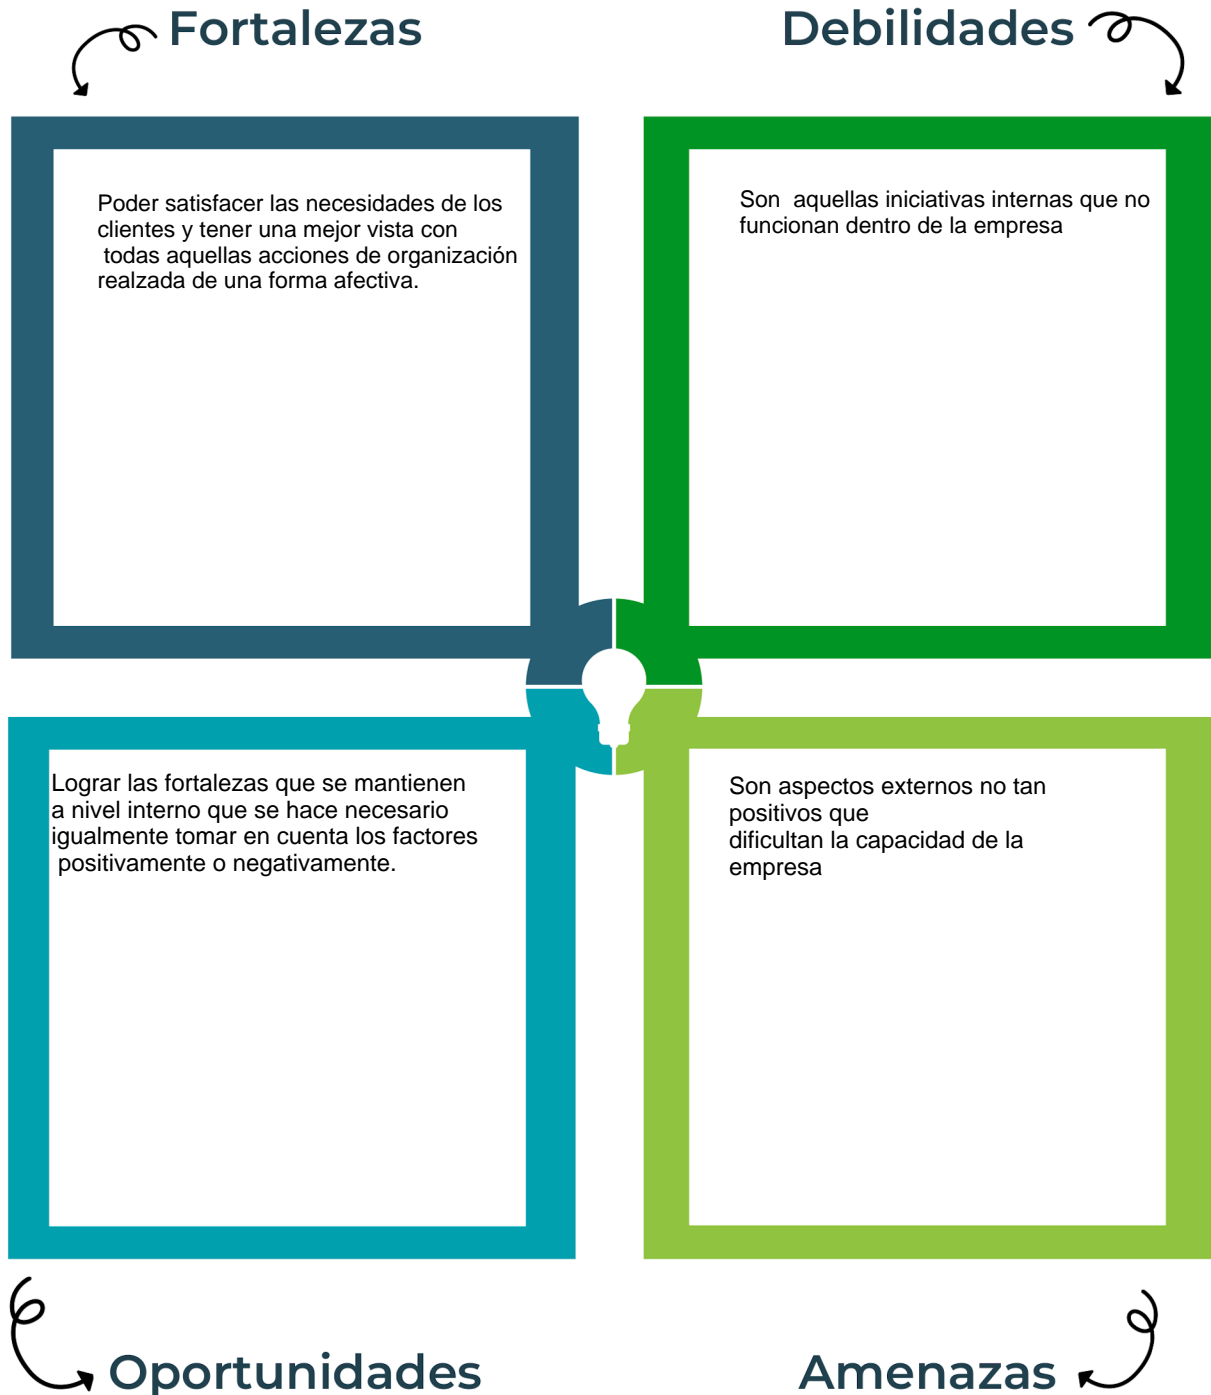 Fortalezas
Debilidades
Poder satisfacer las necesidades de los
clientes y tener una mejor vista con
todas aquellas acciones de organización
realzada de una forma afectiva.
Son aquellas iniciativas internas que no
funcionan dentro de la empresa
Lograr las fortalezas que se mantienen
a nivel interno que se hace necesario
igualmente tomar en cuenta los factores
positivamente o negativamente.
Son aspectos externos no tan
positivos que
dificultan la capacidad de la
empresa
Oportunidades
Amenazas